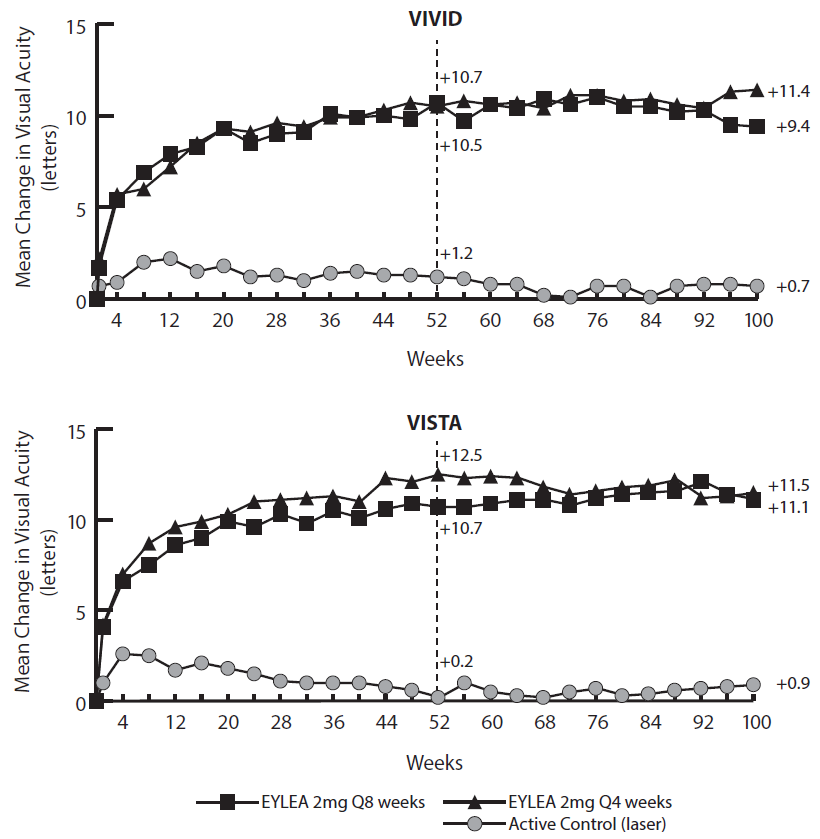 VIVID
15
10
5
0
Mean Change in Visual Acuity
(letters)
+10.7
+10.5
+1.2
+11.4
+9.4
+0.7
4 12 20 28 36 44 52 60 68 76 84 92 100
Weeks
VISTA
15
10
5
0
Mean Change in Visual Acuity
(letters)
+12.5
+10.7
+0.2
+11.5
+11.1
+0.9
4 12 20 28 36 44 52 60 68 76 84 92 100
Weeks
EYLEA 2mg Q8 weeks EYLEA 2mg Q4 weeks
Active Control (laser)